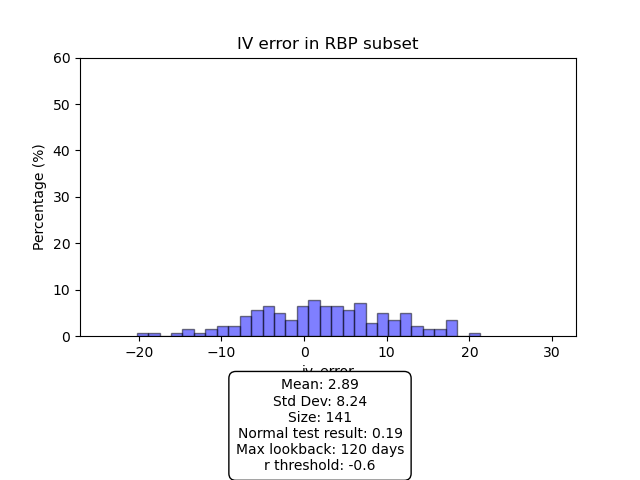 IV error in RBP subset
60
50
40
30
20
10
0
Percentage (%)
−20
−10
0
10
20
30
iv_error
Mean: 2.89
Std Dev: 8.24
Size: 141
Normal test result: 0.19
Max lookback: 120 days
r threshold: -0.6